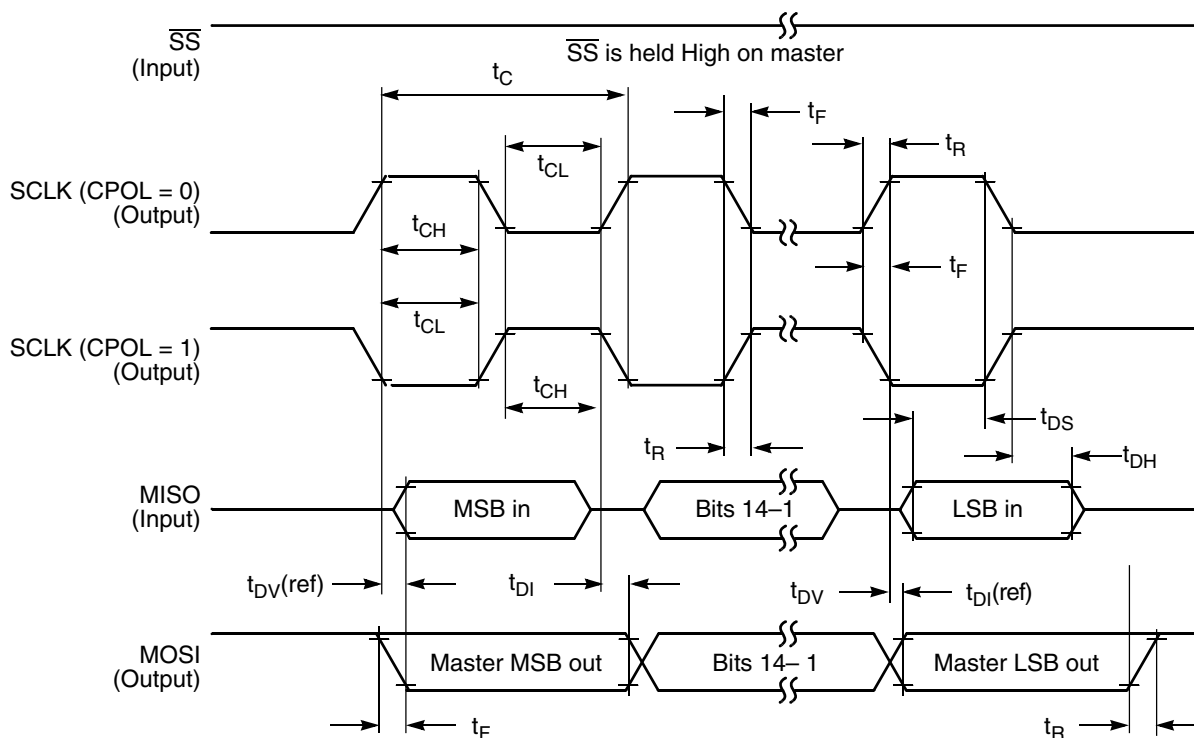 SS
(Input)
SS is held High on master
tC
tF
tR
tCL
SCLK (CPOL = 0)
(Output)
tCH
tF
tCL
SCLK (CPOL = 1)
(Output)
tCH
tDS
tR
tDH
MISO
(Input)
MSB in
Bits 14–1
LSB in
tDV(ref)
tDI
tDV
tDI(ref)
MOSI
(Output)
Master MSB out
Bits 14– 1
Master LSB out
tF
tR